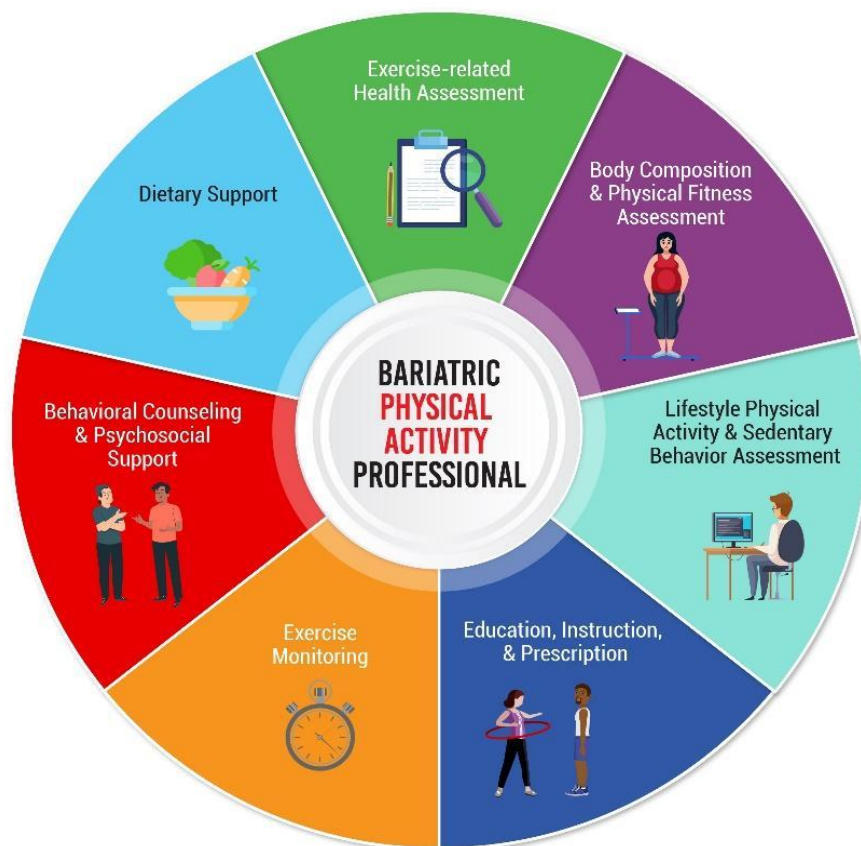 Exercise-related
Health Assessment
Body Composition
& Physical Fitness
Assessment
Dietary Support
BARIATRIC
PHYSICAL
ACTIVITY
PROFESSIONAL
Lifestyle Physical
Activity & Sedentary
Behavior Assessment
Behavioral Counseling
& Psychosocial
Support
Education, Instruction,
& Prescription
Exercise
Monitoring